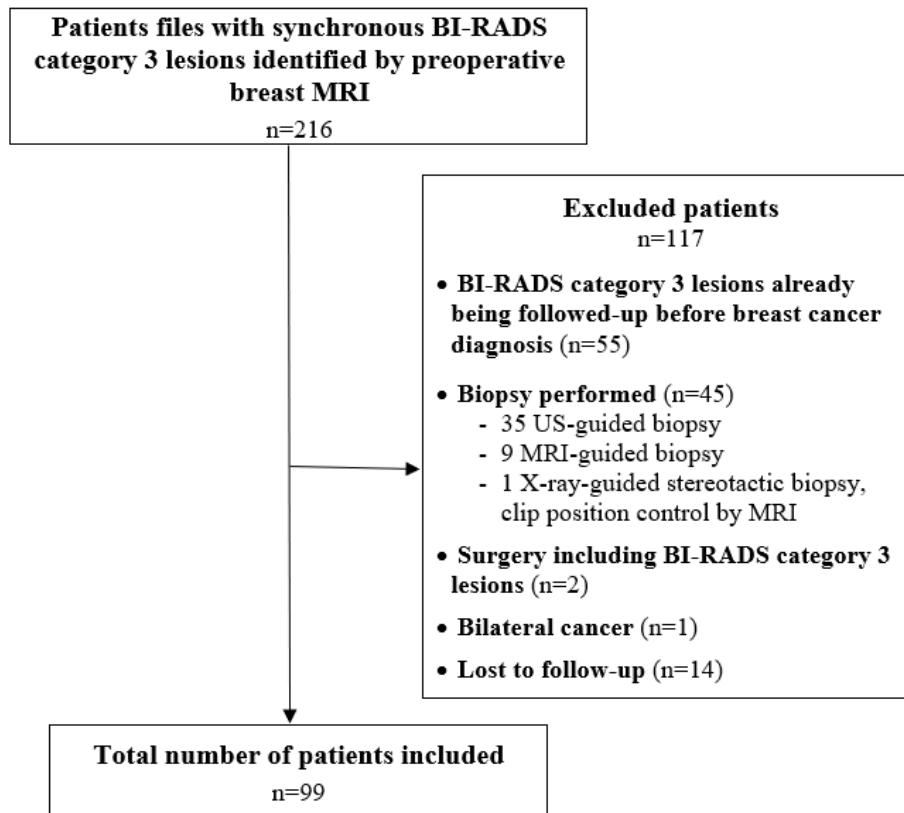 Patients files with synchronous BI-RADS
category 3 lesions identified by preoperative
breast MRI
n=216
Excluded patients
n=117
• BI-RADS category 3 lesions already
being followed-up before breast cancer
diagnosis (n=55)
• Biopsy performed (n=45)
- 35 US-guided biopsy
- 9 MRI-guided biopsy
- 1 X-ray-guided stereotactic biopsy,
clip position control by MRI
• Surgery including BI-RADS category 3
lesions (n=2)
• Bilateral cancer (n=1)
• Lost to follow-up (n=14)
Total number of patients included
n=99